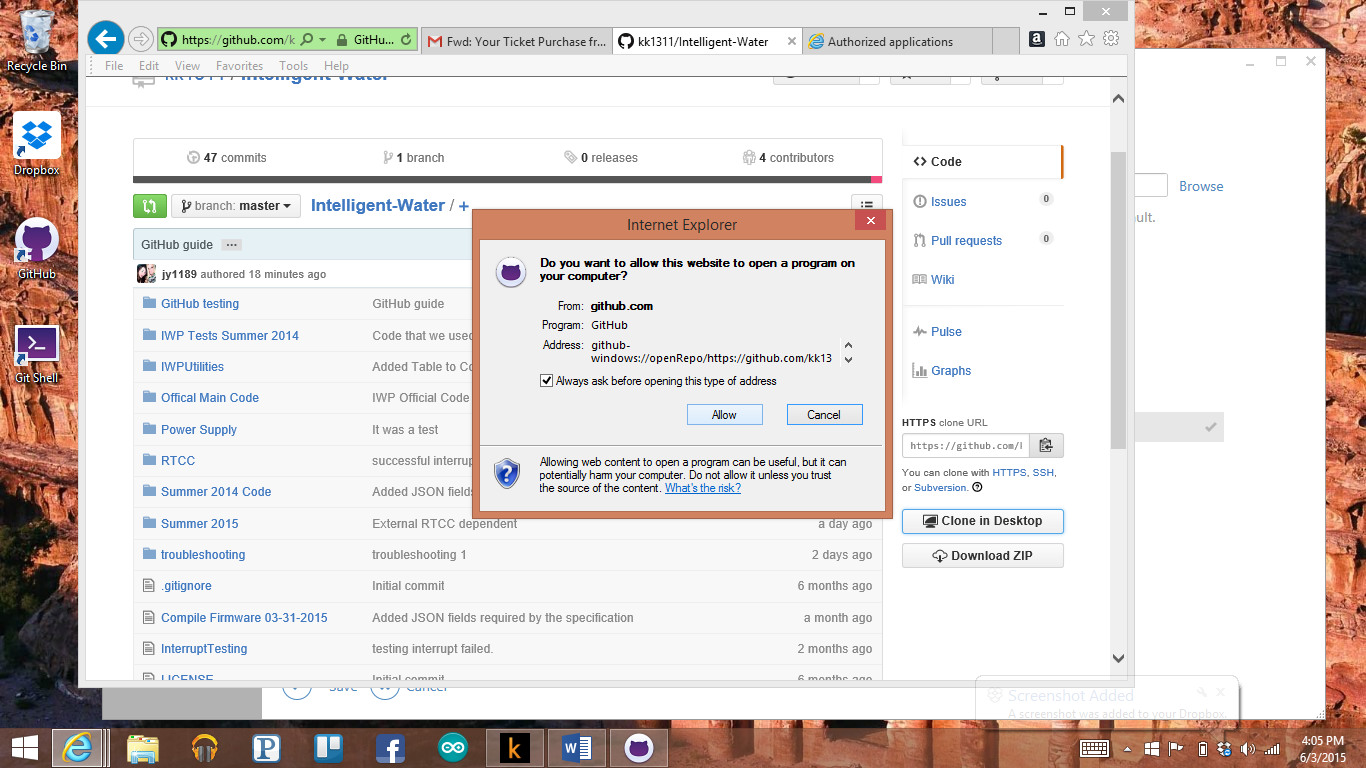 Recycle Bin
Dropbox
GitHub
Git Shell
https://github.com/k
GitHu...
Fwd: Your Ticket Purchase fr...
kk1311/Intelligent-Water
Authorized applications
File Edit View Favorites Tools Help
kk1311 / Intelligent-Water
47 commits
1 branch
0 releases
4 contributors
branch: master
Intelligent-Water / +
GitHub guide ...
jy1189 authored 18 minutes ago
GitHub testing GitHub guide
IWP Tests Summer 2014 Code that we used
IWPUtilities Added Table to Co
Offical Main Code IWP Official Code
Power Supply It was a test
RTCC successful interrup
Summer 2014 Code Added JSON fields
Summer 2015 External RTCC dependent a day ago
troubleshooting troubleshooting 1 2 days ago
.gitignore Initial commit 6 months ago
Compile Firmware 03-31-2015 Added JSON fields required by the specification a month ago
InterruptTesting testing interrupt failed. 2 months ago
LICENSE Initial commit 6 months ago
Code
Issues 0
Pull requests 0
Wiki
Pulse
Graphs
HTTPS clone URL
https://github.com/
You can clone with HTTPS, SSH,
or Subversion.
Clone in Desktop
Download ZIP
Internet Explorer
Do you want to allow this website to open a program on
your computer?
From: github.com
Program: GitHub
Address: github-
windows://openRepo/https://github.com/kk13
Always ask before opening this type of address
Allow
Cancel
Allowing web content to open a program can be useful, but it can
potentially harm your computer. Do not allow it unless you trust
the source of the content. What's the risk?
Browse
ult.
Save Cancel
Screenshot Added
A screenshot was added to your Dropbox.
4:05 PM
6/3/2015